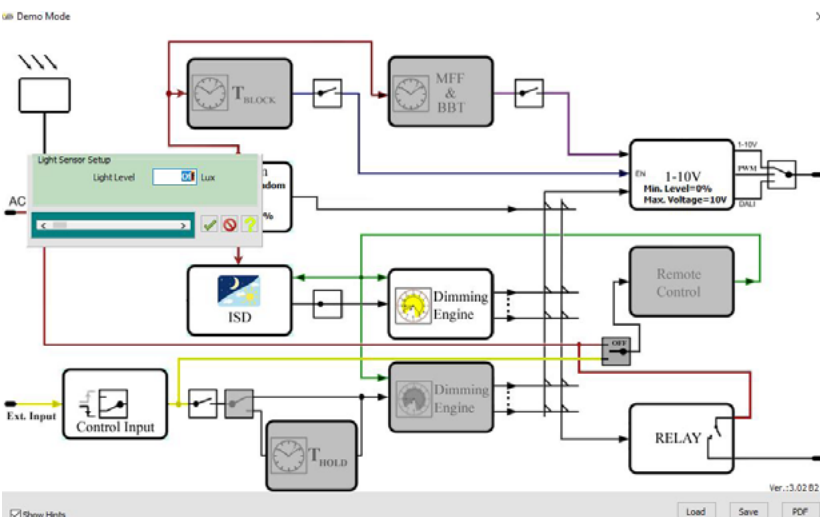 Demo Mode
T BLOCK
MFF
&
BBT
Light Sensor Setup
Light Level Lux
AC
%
1-10V
EN 1-10V PWM
Min. Level=0%
Max. Voltage=10V
DALI
ISD
Dimming
Engine
Remote
Control
OFF
Ext. Input
Control Input
Dimming
Engine
T HOLD
RELAY
Ver.:3.02B2
Show Hints
Load Save PDF